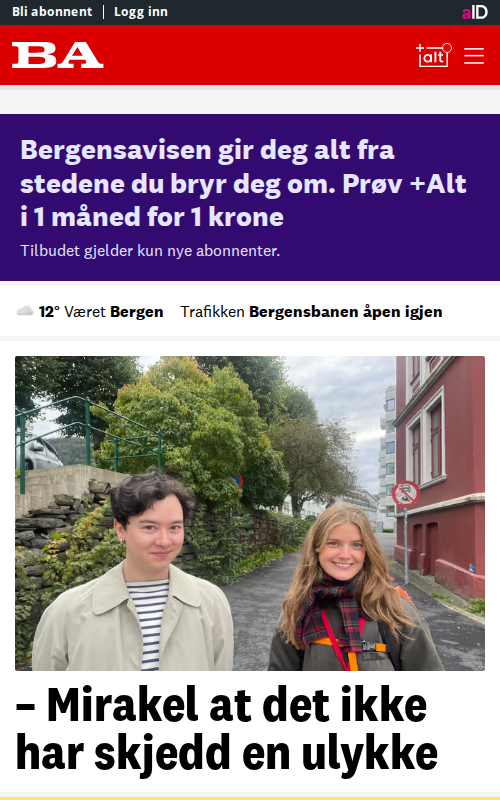 Bli abonnent | Logg inn
aID
BA
+alt
Bergensavisen gir deg alt fra
stedene du bryr deg om. Prøv +Alt
i 1 måned for 1 krone
Tilbudet gjelder kun nye abonnenter.
12° Været Bergen Trafikken Bergensbanen åpen igjen
– Mirakel at det ikke
har skjedd en ulykke